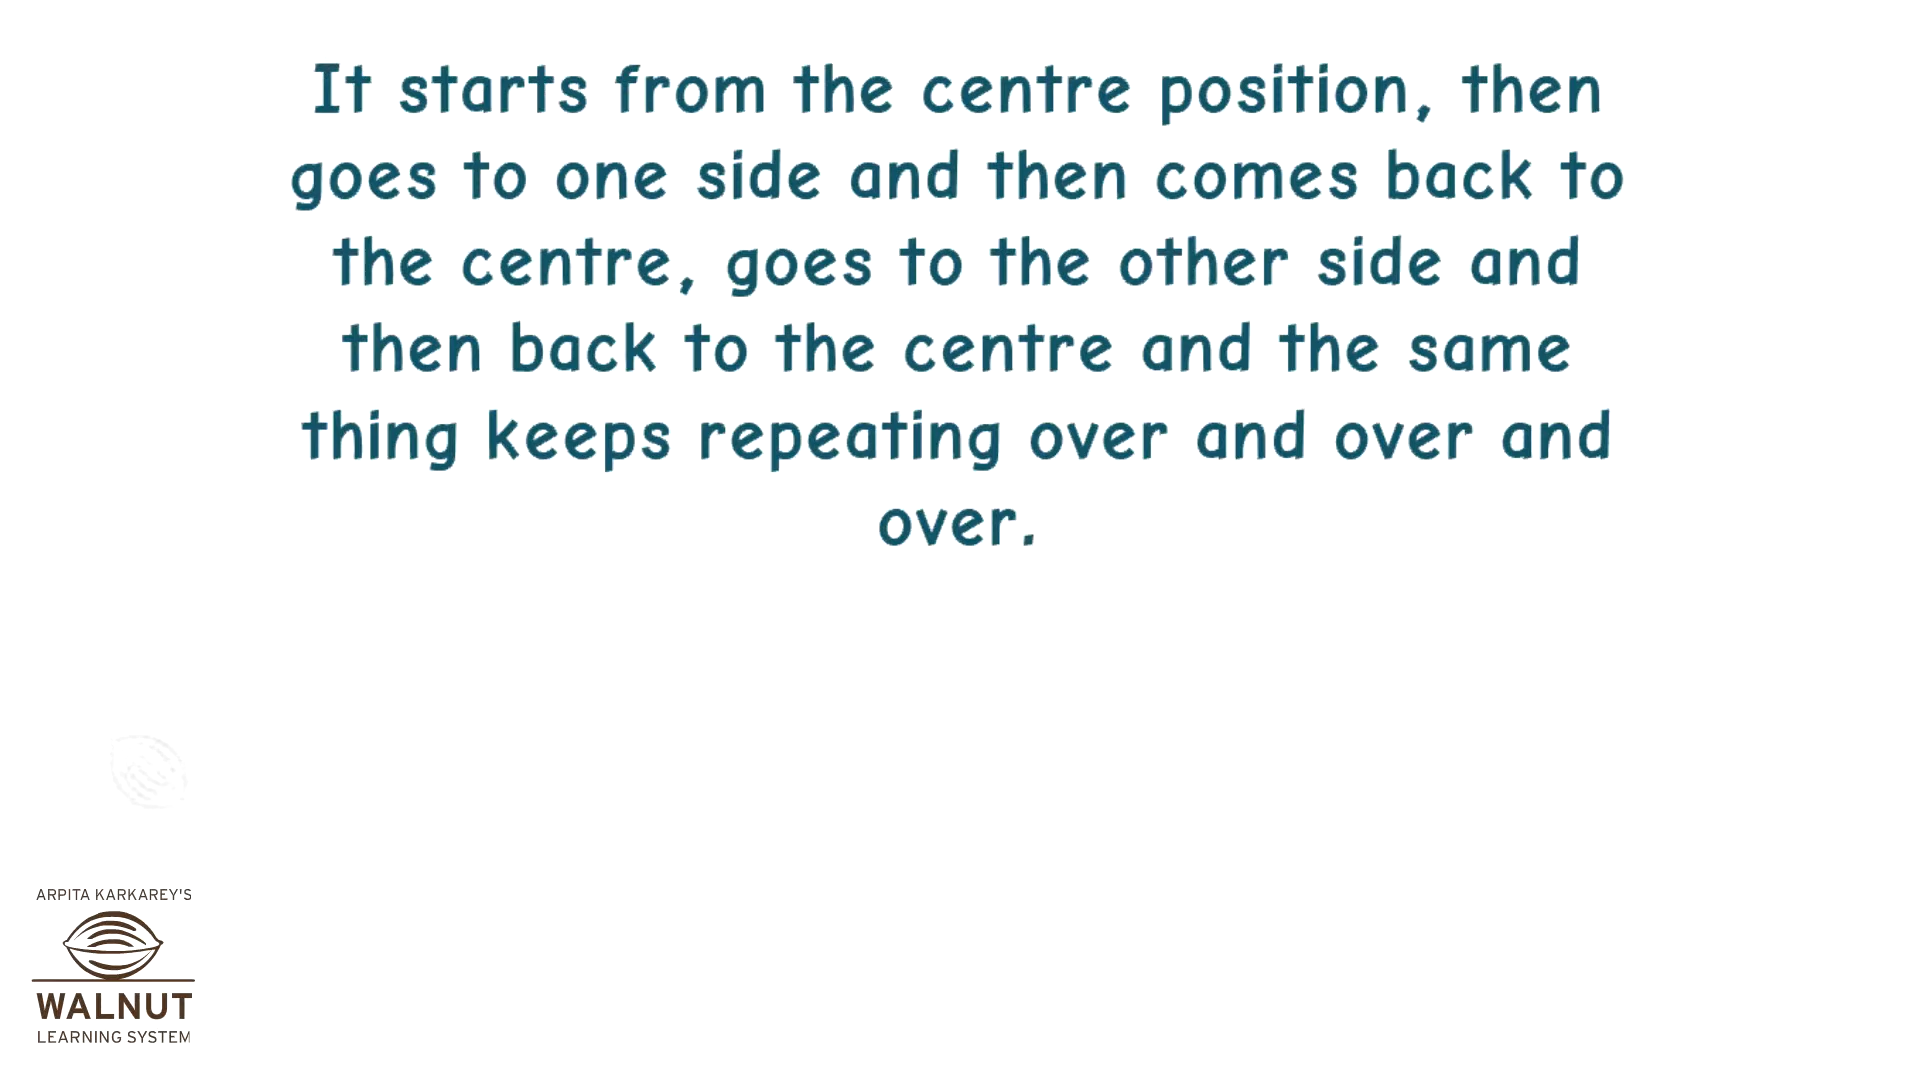 It starts from the centre position, then
goes to one side and then comes back to
the centre, goes to the other side and
then back to the centre and the same
thing keeps repeating over and over and
over.
ARPITA KARKAREY'S
WALNUT
LEARNING SYSTEM